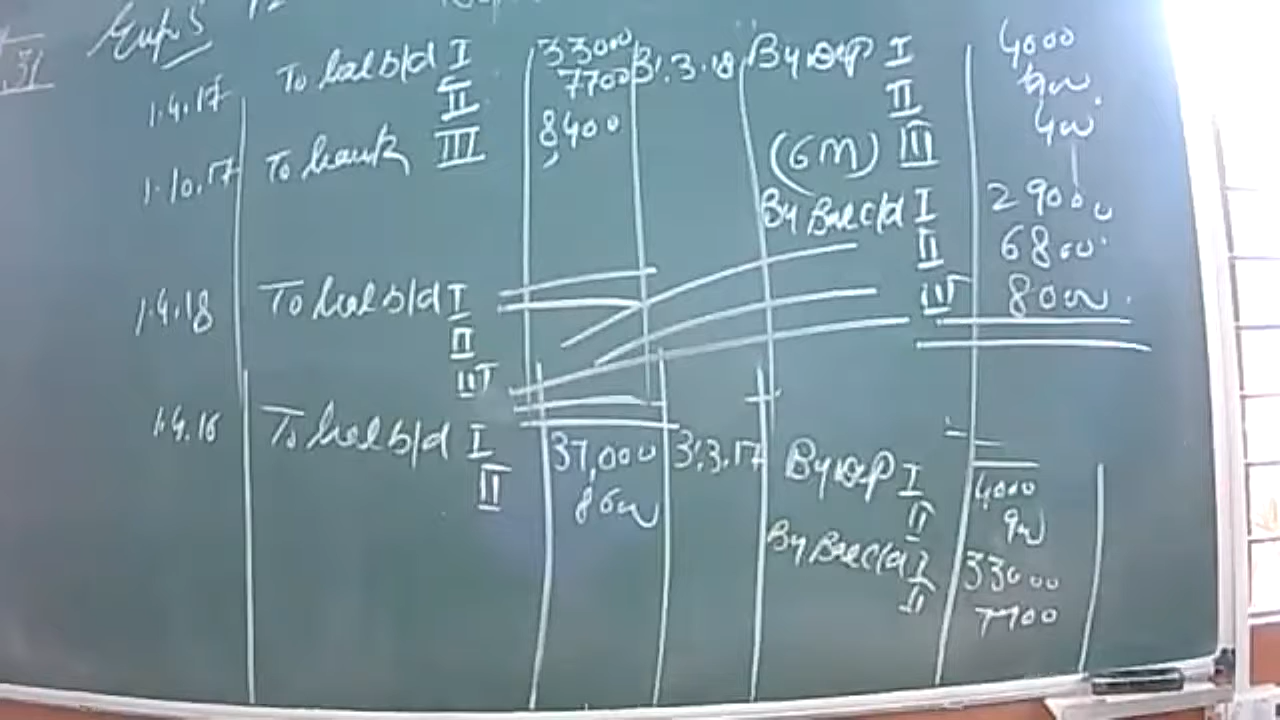 31
1.4.17 To bal b/d I 33000 31.3.18 By Dep I 4000
II 7700 II 900
1.10.17 To bank III 8400 (6M) III 400
By Bal c/d I 29000
II 6800
III 8000
1.4.18 To bal b/d I
II
III
1.4.16 To bal b/d I 37,000 31.3.17 By Dep I 4000
II 8600 II 900
By Bal c/d I 33000
II 7700